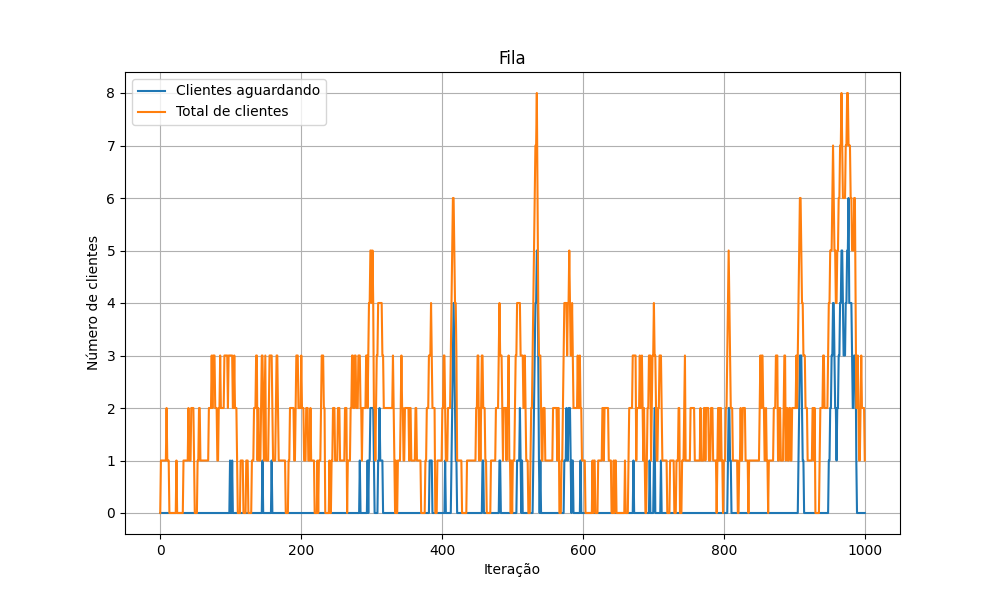 Fila
Clientes aguardando
Total de clientes
8
7
6
5
4
3
2
1
0
Número de clientes
0 200 400 600 800 1000
Iteração